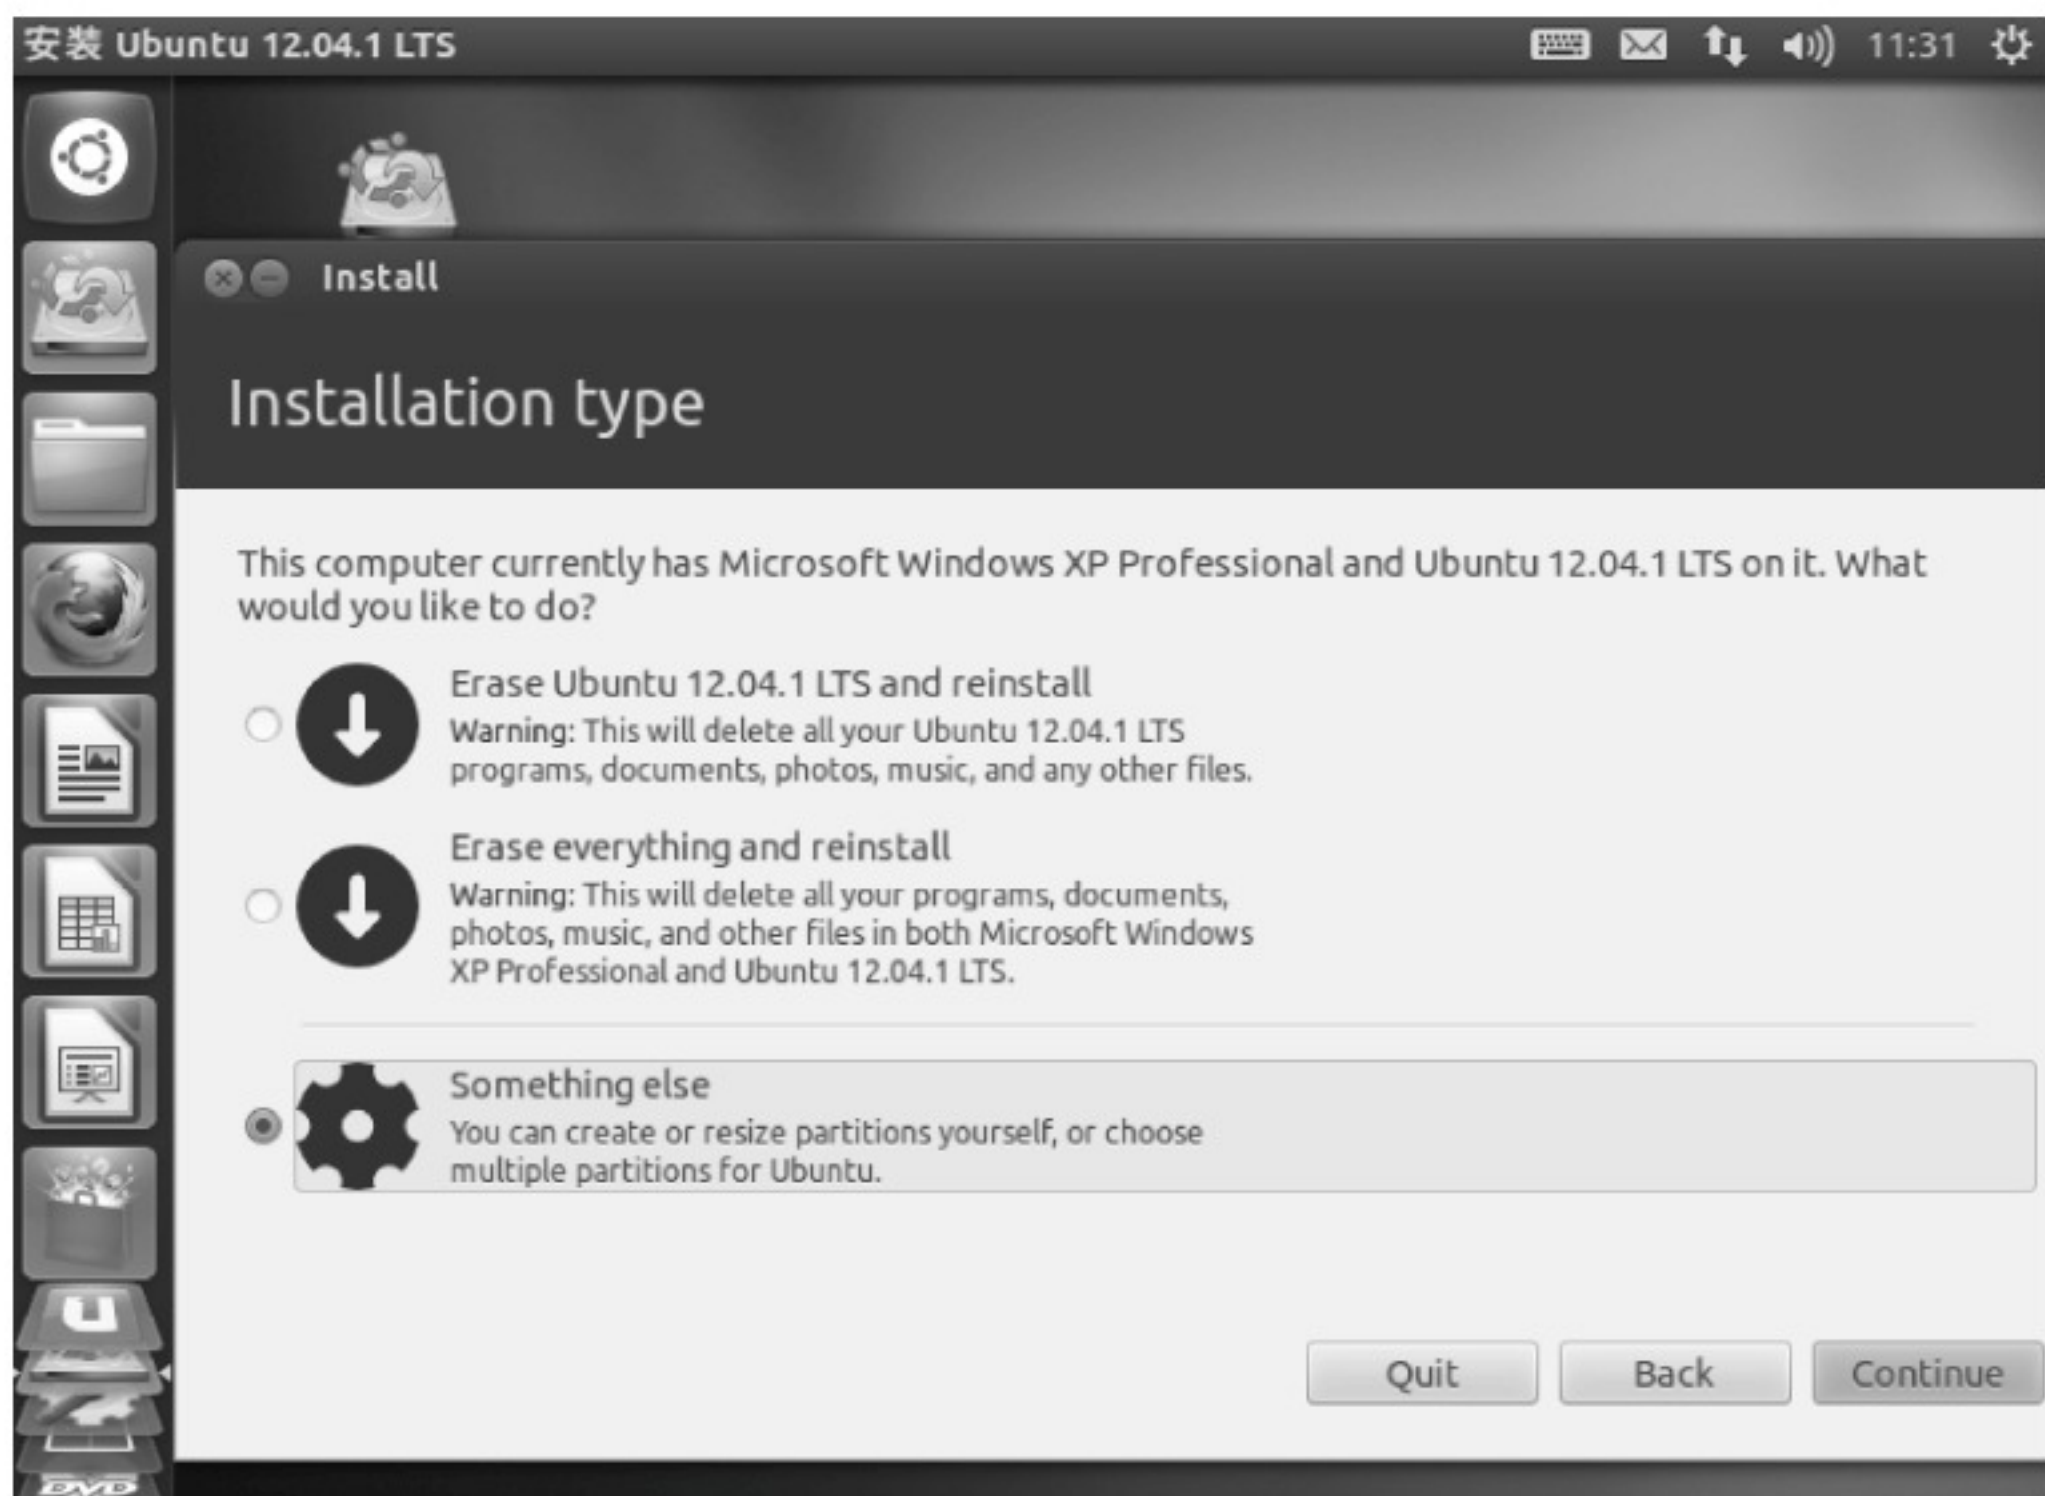 安装 Ubuntu 12.04.1 LTS
11:31
Install
Installation type
This computer currently has Microsoft Windows XP Professional and Ubuntu 12.04.1 LTS on it. What
would you like to do?
Erase Ubuntu 12.04.1 LTS and reinstall
Warning: This will delete all your Ubuntu 12.04.1 LTS
programs, documents, photos, music, and any other files.
Erase everything and reinstall
Warning: This will delete all your programs, documents,
photos, music, and other files in both Microsoft Windows
XP Professional and Ubuntu 12.04.1 LTS.
Something else
You can create or resize partitions yourself, or choose
multiple partitions for Ubuntu.
Quit
Back
Continue
U
DVD